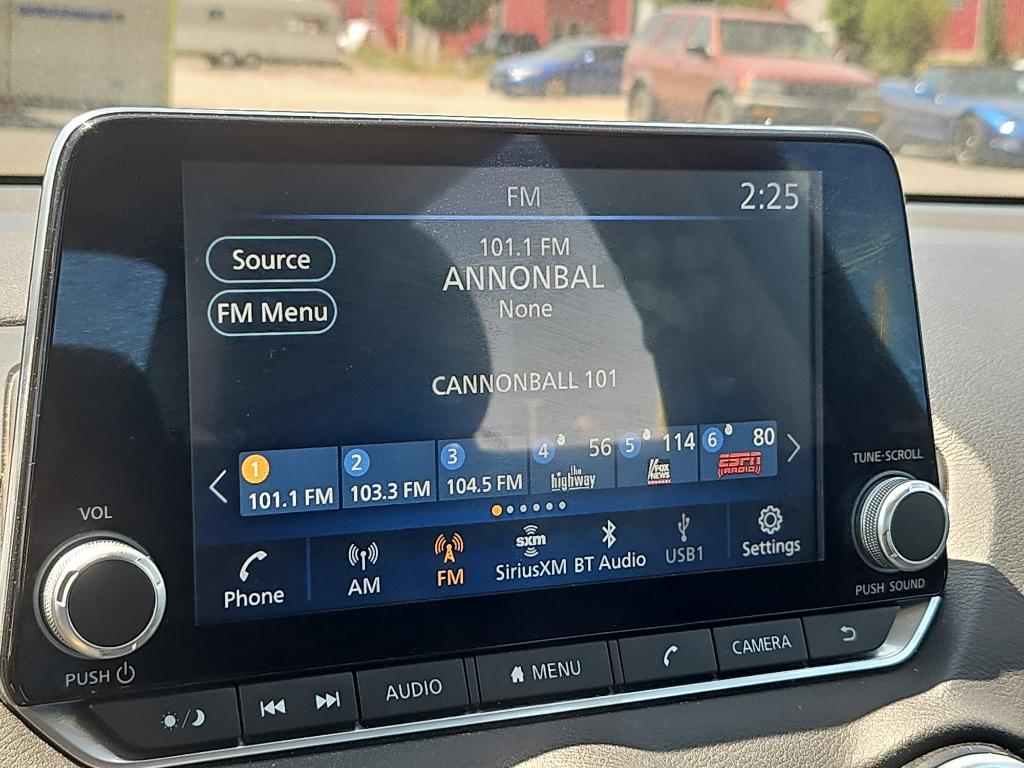 FM
2:25
Source
101.1 FM
ANNONBAL
FM Menu
None
CANNONBALL 101
1
101.1 FM
2
103.3 FM
3
104.5 FM
4 56
the highway
5 114
FOX NEWS
6 80
ESPN RADIO
VOL
TUNE·SCROLL
Phone
AM
FM
sxm
SiriusXM
BT Audio
USB1
Settings
PUSH
PUSH SOUND
AUDIO
MENU
CAMERA